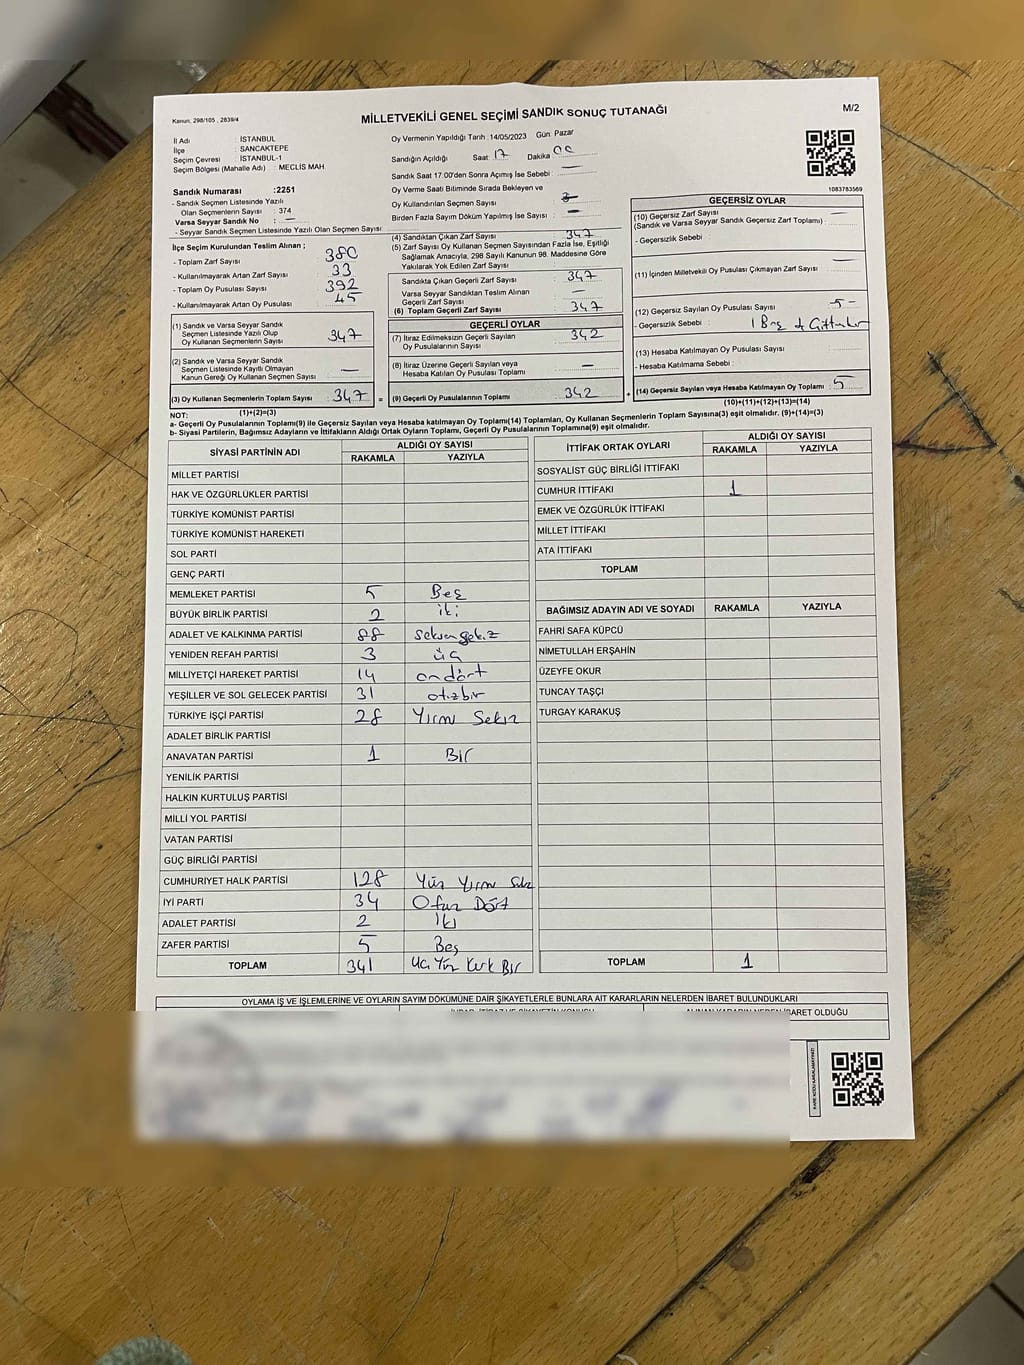 Kanun, 298/105 , 2839/4
MİLLETVEKİLİ GENEL SEÇİMİ SANDIK SONUÇ TUTANAĞI
M/2
İl Adı İSTANBUL
İlçe : SANCAKTEPE
Seçim Çevresi : İSTANBUL-1
Seçim Bölgesi (Mahalle Adı) : MECLİS MAH
Sandık Numarası :2251
- Sandık Seçmen Listesinde Yazılı
Olan Seçmenlerin Sayısı : 374
Varsa Seyyar Sandık No : —
- Seyyar Sandık Seçmen Listesinde Yazılı Olan Seçmen Sayısı
Oy Vermenin Yapıldığı Tarih : 14/05/2023 Gün: Pazar
Sandığın Açıldığı Saat 17 Dakika 00
Sandık Saat 17.00'den Sonra Açımış İse Sebebi : —
Oy Verme Saati Bitiminde Sırada Bekleyen ve
Oy Kullandırılan Seçmen Sayısı
Birden Fazla Sayım Döküm Yapılmış İse Sayısı : —
1083783569
İlçe Seçim Kurulundan Teslim Alınan ;
- Toplam Zarf Sayısı : 380
- Kullanılmayarak Artan Zarf Sayısı : 33
- Toplam Oy Pusulası Sayısı : 392
- Kullanılmayarak Artan Oy Pusulası : 45
(1) Sandık ve Varsa Seyyar Sandık
Seçmen Listesinde Yazılı Olup
Oy Kullanan Seçmenlerin Sayısı : 347
(2) Sandık ve Varsa Seyyar Sandık
Seçmen Listesinde Kayıtlı Olmayan
Kanun Gereği Oy Kullanan Seçmen Sayısı : —
(3) Oy Kullanan Seçmenlerin Toplam Sayısı : 347 =
(1)+(2)=(3)
(4) Sandıktan Çıkan Zarf Sayısı : 347
(5) Zarf Sayısı Oy Kullanan Seçmen Sayısından Fazla İse, Eşitliği
Sağlamak Amacıyla, 298 Sayılı Kanunun 98. Maddesine Göre
Yakılarak Yok Edilen Zarf Sayısı :
Sandıkta Çıkan Geçerli Zarf Sayısı : 347
Varsa Seyyar Sandıktan Teslim Alınan
Geçerli Zarf Sayısı : —
(6) Toplam Geçerli Zarf Sayısı : 347
GEÇERLİ OYLAR
(7) İtiraz Edilmeksizin Geçerli Sayılan
Oy Pusulalarının Sayısı : 342
(8) İtiraz Üzerine Geçerli Sayılan veya
Hesaba Katılan Oy Pusulası Toplamı : —
(9) Geçerli Oy Pusulalarının Toplamı : 342 +
GEÇERSİZ OYLAR
(10) Geçersiz Zarf Sayısı : —
(Sandık ve Varsa Seyyar Sandık Geçersiz Zarf Toplamı) :
- Geçersizlik Sebebi :
(11) İçinden Milletvekili Oy Pusulası Çıkmayan Zarf Sayısı : —
(12) Geçersiz Sayılan Oy Pusulası Sayısı : -5-
- Geçersizlik Sebebi :
(13) Hesaba Katılmayan Oy Pusulası Sayısı :
- Hesaba Katılmama Sebebi :
(14) Geçersiz Sayılan veya Hesaba Katılmayan Oy Toplamı : 5
(10)+(11)+(12)+(13)=(14)
NOT:
a- Geçerli Oy Pusulalarının Toplamı(9) ile Geçersiz Sayılan veya Hesaba katılmayan Oy Toplamı(14) Toplamları, Oy Kullanan Seçmenlerin Toplam Sayısına(3) eşit olmalıdır. (9)+(14)=(3)
b- Siyasi Partilerin, Bağımsız Adayların ve İttifakların Aldığı Ortak Oyların Toplamı, Geçerli Oy Pusulalarının Toplamına(9) eşit olmalıdır.
SİYASİ PARTİNİN ADI ALDIĞI OY SAYISI
RAKAMLA YAZIYLA
MİLLET PARTİSİ
HAK VE ÖZGÜRLÜKLER PARTİSİ
TÜRKİYE KOMÜNİST PARTİSİ
TÜRKİYE KOMÜNİST HAREKETİ
SOL PARTİ
GENÇ PARTİ
MEMLEKET PARTİSİ 5 Beş
BÜYÜK BİRLİK PARTİSİ 2 iki
ADALET VE KALKINMA PARTİSİ 88 seksensekiz
YENİDEN REFAH PARTİSİ 3 üç
MİLLİYETÇİ HAREKET PARTİSİ 14 ondört
YEŞİLLER VE SOL GELECEK PARTİSİ 31 otuzbir
TÜRKİYE İŞÇİ PARTİSİ 28 Yirmi Sekiz
ADALET BİRLİK PARTİSİ
ANAVATAN PARTİSİ 1 Bir
YENİLİK PARTİSİ
HALKIN KURTULUŞ PARTİSİ
MİLLİ YOL PARTİSİ
VATAN PARTİSİ
GÜÇ BİRLİĞİ PARTİSİ
CUMHURİYET HALK PARTİSİ 128 Yüz Yirmi Sekiz
İYİ PARTİ 34 Otuz Dört
ADALET PARTİSİ 2 İki
ZAFER PARTİSİ 5 Beş
TOPLAM 341 Üç Yüz Kırk Bir
İTTİFAK ORTAK OYLARI ALDIĞI OY SAYISI
RAKAMLA YAZIYLA
SOSYALİST GÜÇ BİRLİĞİ İTTİFAKI
CUMHUR İTTİFAKI 1
EMEK VE ÖZGÜRLÜK İTTİFAKI
MİLLET İTTİFAKI
ATA İTTİFAKI
TOPLAM
BAĞIMSIZ ADAYIN ADI VE SOYADI RAKAMLA YAZIYLA
FAHRİ SAFA KÜPCÜ
NİMETULLAH ERŞAHİN
ÜZEYFE OKUR
TUNCAY TAŞÇI
TURGAY KARAKUŞ
TOPLAM 1
OYLAMA İŞ VE İŞLEMLERİNE VE OYLARIN SAYIM DÖKÜMÜNE DAİR ŞİKAYETLERLE BUNLARA AİT KARARLARIN NELERDEN İBARET BULUNDUKLARI
İBARET OLDUĞU